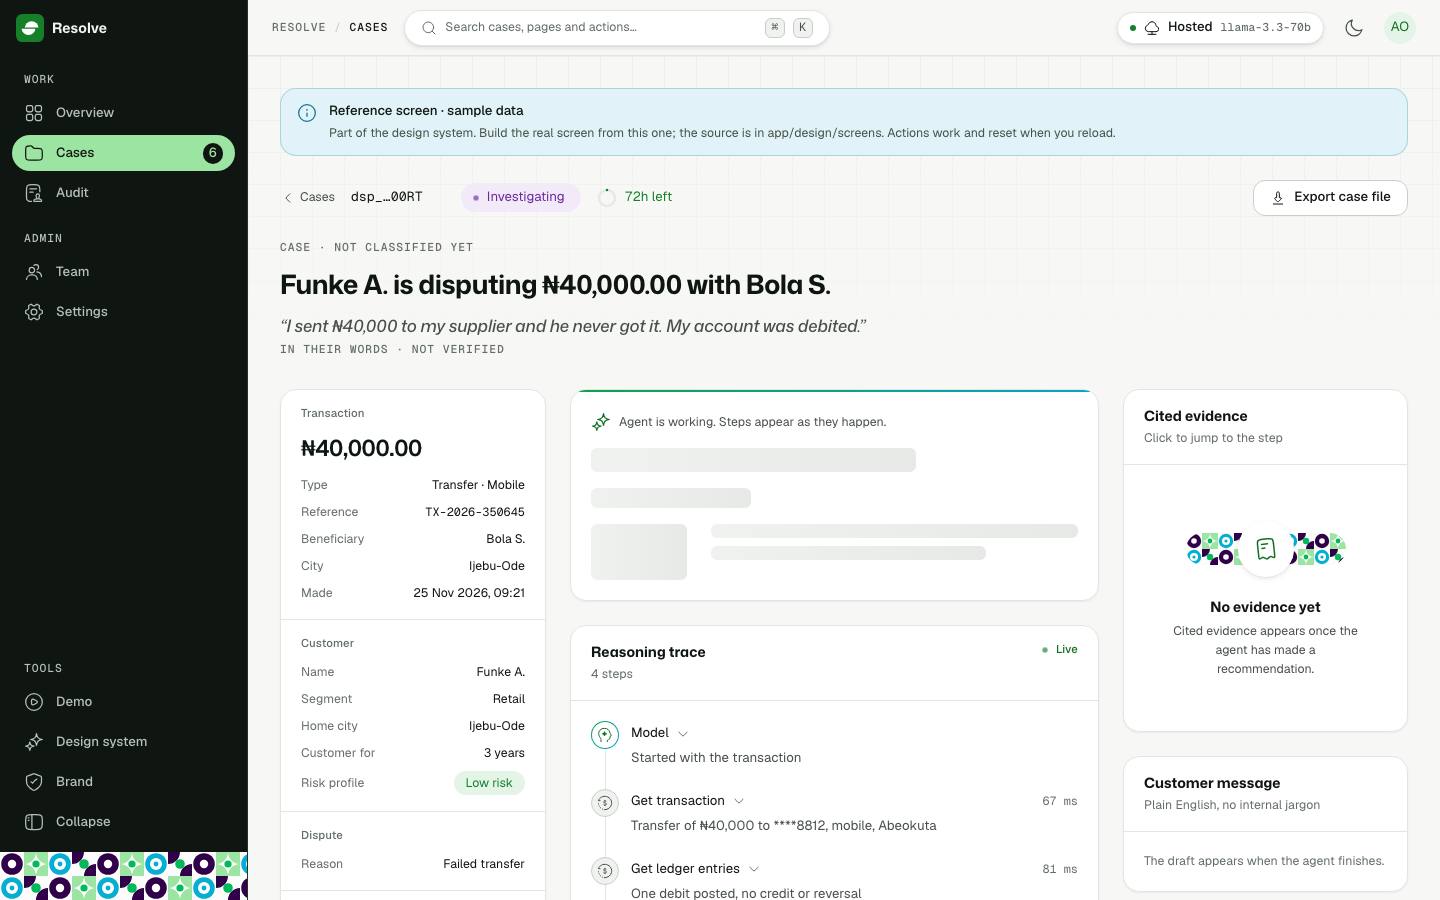 Resolve
WORK
Overview
Cases 6
Audit
ADMIN
Team
Settings
TOOLS
Demo
Design system
Brand
Collapse
RESOLVE / CASES
Search cases, pages and actions… ⌘ K
Hosted llama-3.3-70b
AO
Reference screen · sample data
Part of the design system. Build the real screen from this one; the source is in app/design/screens. Actions work and reset when you reload.
Cases dsp_…00RT Investigating 72h left Export case file
CASE · NOT CLASSIFIED YET
Funke A. is disputing ₦40,000.00 with Bola S.
“I sent ₦40,000 to my supplier and he never got it. My account was debited.”
IN THEIR WORDS · NOT VERIFIED
Transaction
₦40,000.00
Type Transfer · Mobile
Reference TX-2026-350645
Beneficiary Bola S.
City Ijebu-Ode
Made 25 Nov 2026, 09:21
Customer
Name Funke A.
Segment Retail
Home city Ijebu-Ode
Customer for 3 years
Risk profile Low risk
Dispute
Reason Failed transfer
Agent is working. Steps appear as they happen.
Reasoning trace
4 steps
Live
Model
Started with the transaction
Get transaction 67 ms
Transfer of ₦40,000 to ****8812, mobile, Abeokuta
Get ledger entries 81 ms
One debit posted, no credit or reversal
Cited evidence
Click to jump to the step
No evidence yet
Cited evidence appears once the
agent has made a
recommendation.
Customer message
Plain English, no internal jargon
The draft appears when the agent finishes.